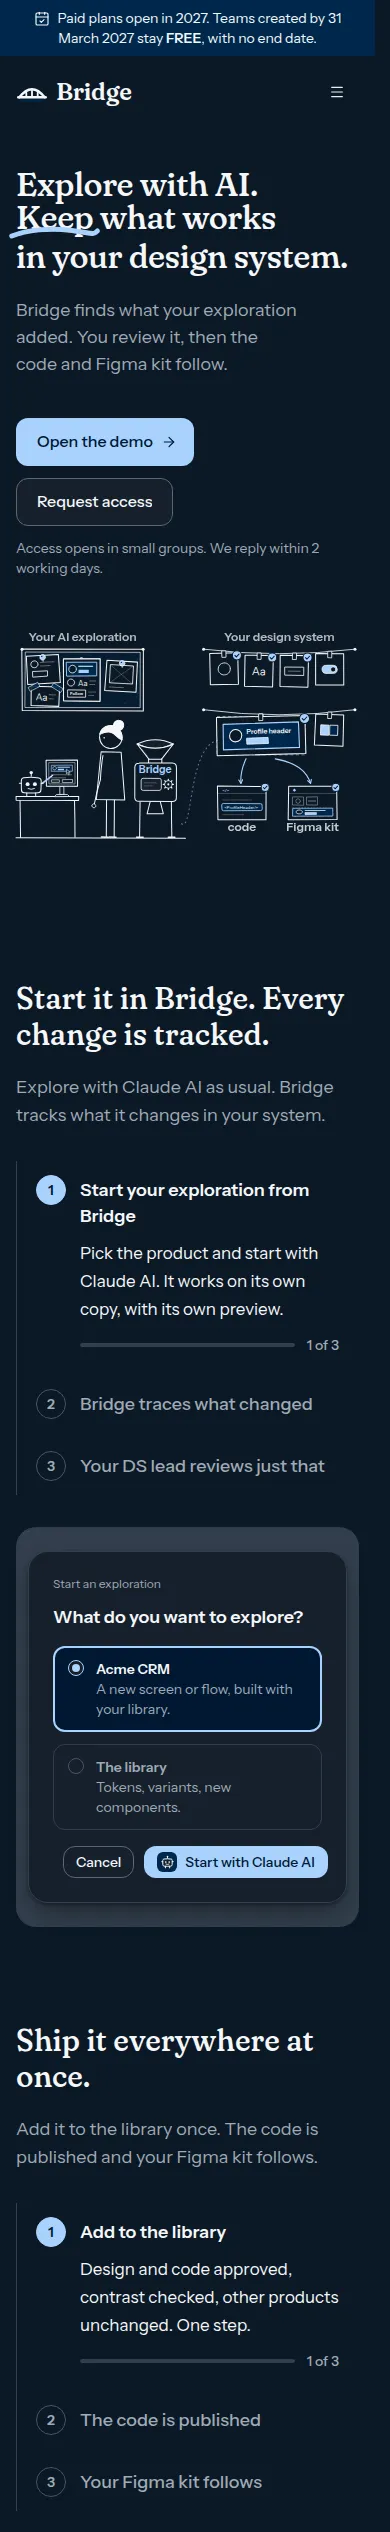 Paid plans open in 2027. Teams created by 31
March 2027 stay FREE, with no end date.
Bridge
Explore with AI.
Keep what works
in your design system.
Bridge finds what your exploration
added. You review it, then the
code and Figma kit follow.
Open the demo
Request access
Access opens in small groups. We reply within 2
working days.
Your AI exploration
Your design system
Aa
Aa
Follow
Aa
Profile header
Bridge
code
Figma kit
Start it in Bridge. Every
change is tracked.
Explore with Claude AI as usual. Bridge
tracks what it changes in your system.
1
Start your exploration from
Bridge
Pick the product and start with
Claude AI. It works on its own
copy, with its own preview.
1 of 3
2
Bridge traces what changed
3
Your DS lead reviews just that
Start an exploration
What do you want to explore?
Acme CRM
A new screen or flow, built with
your library.
The library
Tokens, variants, new
components.
Cancel
Start with Claude AI
Ship it everywhere at
once.
Add it to the library once. The code is
published and your Figma kit follows.
1
Add to the library
Design and code approved,
contrast checked, other products
unchanged. One step.
1 of 3
2
The code is published
3
Your Figma kit follows